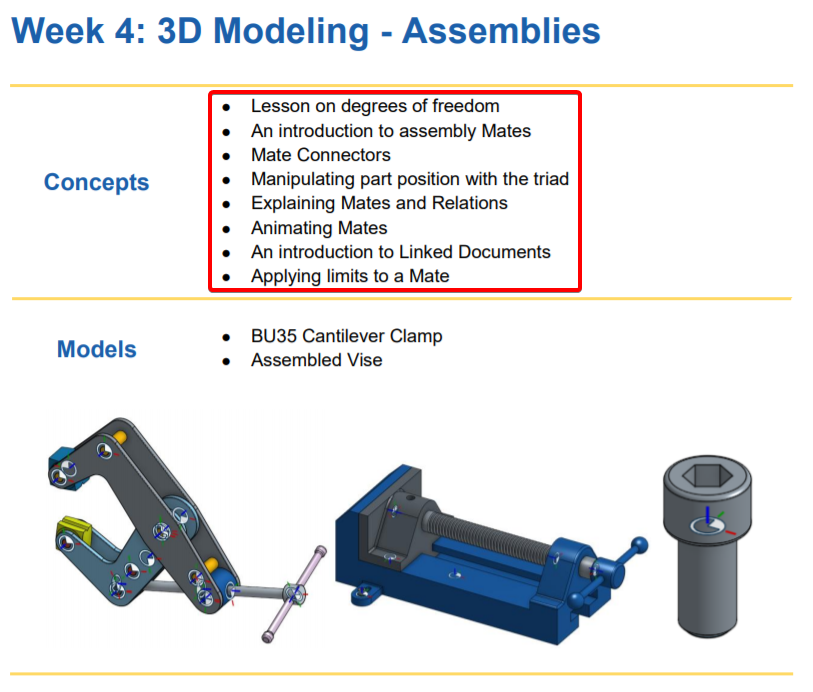 Week 4: 3D Modeling - Assemblies
Concepts
● Lesson on degrees of freedom
● An introduction to assembly Mates
● Mate Connectors
● Manipulating part position with the triad
● Explaining Mates and Relations
● Animating Mates
● An introduction to Linked Documents
● Applying limits to a Mate
Models
● BU35 Cantilever Clamp
● Assembled Vise